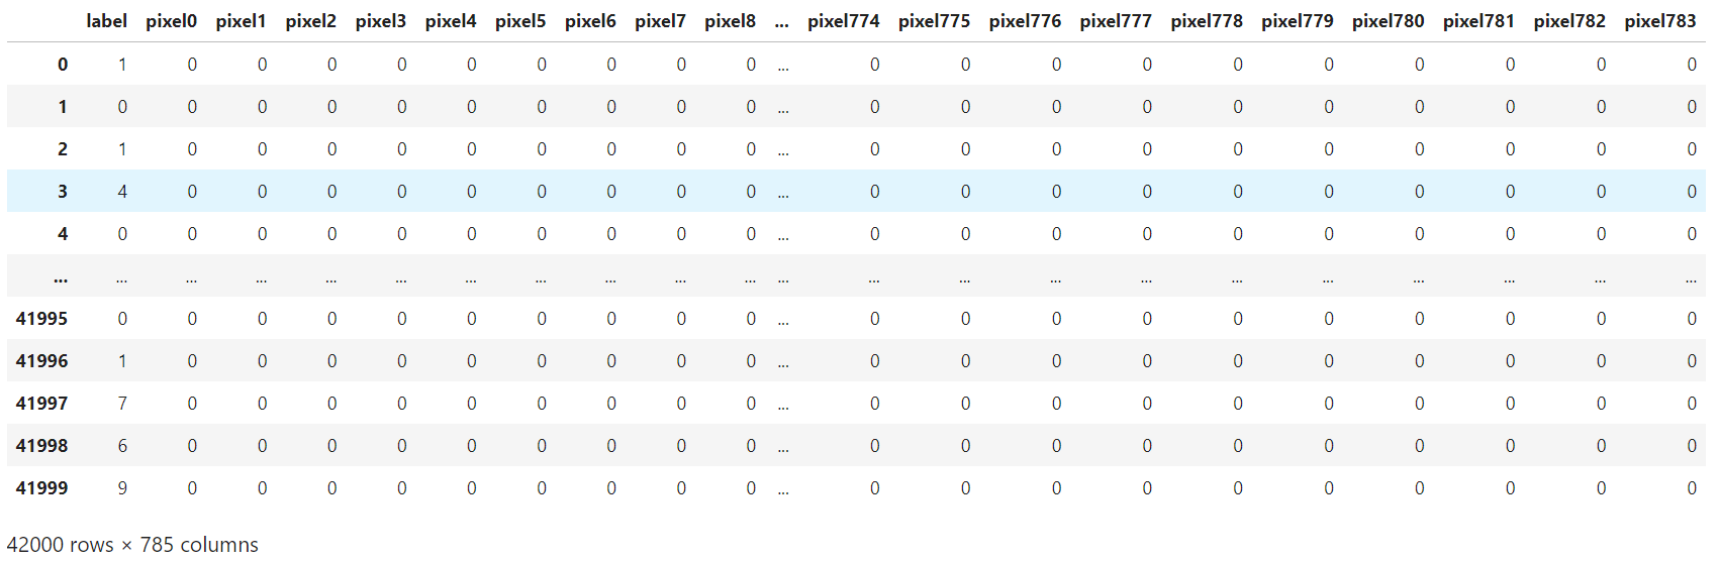 label pixel0 pixel1 pixel2 pixel3 pixel4 pixel5 pixel6 pixel7 pixel8 ... pixel774 pixel775 pixel776 pixel777 pixel778 pixel779 pixel780 pixel781 pixel782 pixel783
0 1 0 0 0 0 0 0 0 0 0 ... 0 0 0 0 0 0 0 0 0 0
1 0 0 0 0 0 0 0 0 0 0 ... 0 0 0 0 0 0 0 0 0 0
2 1 0 0 0 0 0 0 0 0 0 ... 0 0 0 0 0 0 0 0 0 0
3 4 0 0 0 0 0 0 0 0 0 ... 0 0 0 0 0 0 0 0 0 0
4 0 0 0 0 0 0 0 0 0 0 ... 0 0 0 0 0 0 0 0 0 0
... ... ... ... ... ... ... ... ... ... ... ... ... ... ... ... ... ... ... ... ... ...
41995 0 0 0 0 0 0 0 0 0 0 ... 0 0 0 0 0 0 0 0 0 0
41996 1 0 0 0 0 0 0 0 0 0 ... 0 0 0 0 0 0 0 0 0 0
41997 7 0 0 0 0 0 0 0 0 0 ... 0 0 0 0 0 0 0 0 0 0
41998 6 0 0 0 0 0 0 0 0 0 ... 0 0 0 0 0 0 0 0 0 0
41999 9 0 0 0 0 0 0 0 0 0 ... 0 0 0 0 0 0 0 0 0 0
42000 rows × 785 columns